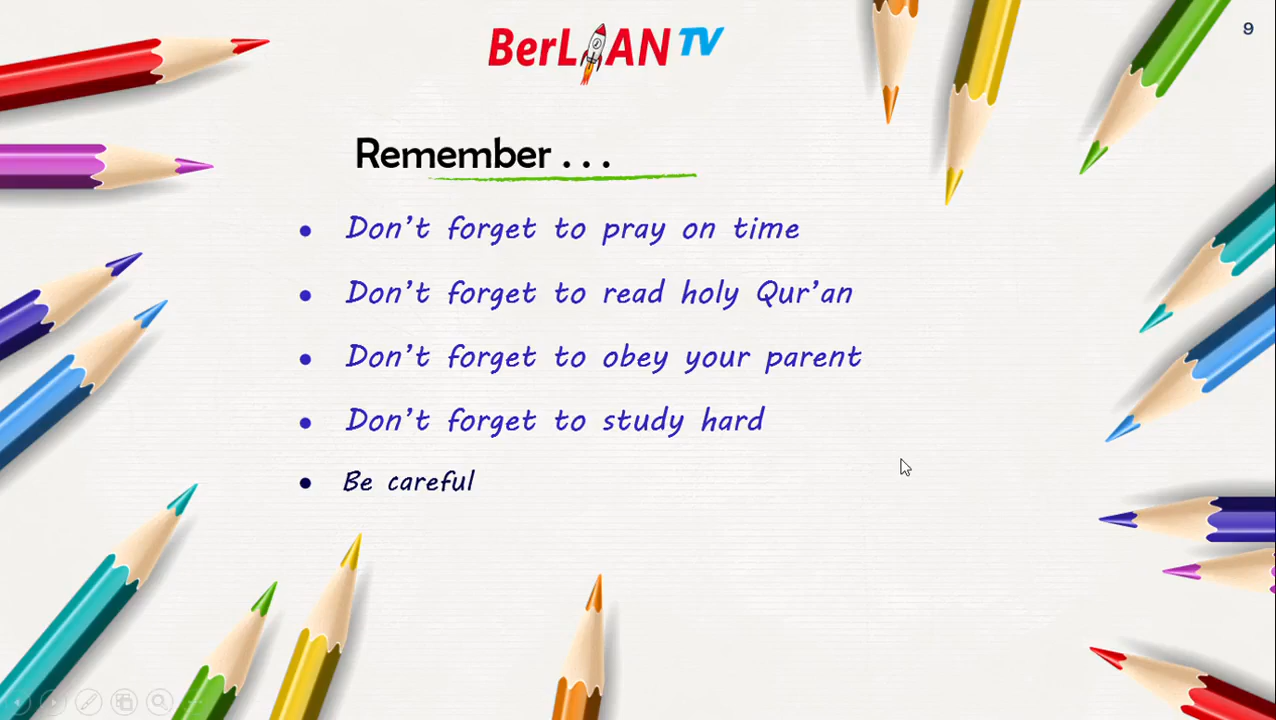 9
BerLIAN TV
Remember . . .
• Don't forget to pray on time
• Don't forget to read holy Qur'an
• Don't forget to obey your parent
• Don't forget to study hard
• Be careful